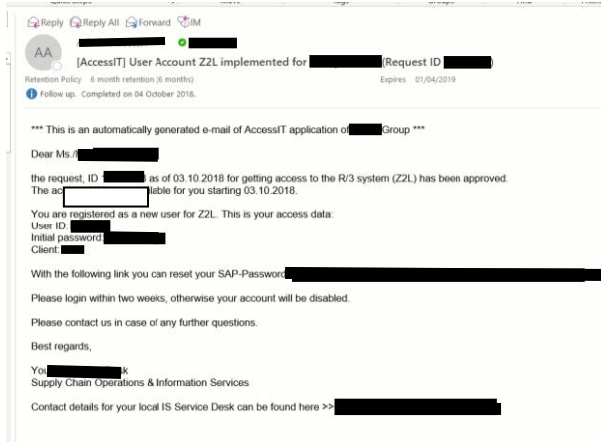 Reply Reply All Forward IM
AA
[AccessIT] User Account Z2L implemented for (Request ID )
Retention Policy 6 month retention (6 months) Expires 01/04/2019
Follow up. Completed on 04 October 2018.
*** This is an automatically generated e-mail of AccessIT application of Group ***
Dear Ms./
the request, ID as of 03.10.2018 for getting access to the R/3 system (Z2L) has been approved.
The ac lable for you starting 03.10.2018.
You are registered as a new user for Z2L. This is your access data:
User ID:
Initial password:
Client:
With the following link you can reset your SAP-Password
Please login within two weeks, otherwise your account will be disabled.
Please contact us in case of any further questions.
Best regards,
You k
Supply Chain Operations & Information Services
Contact details for your local IS Service Desk can be found here >>